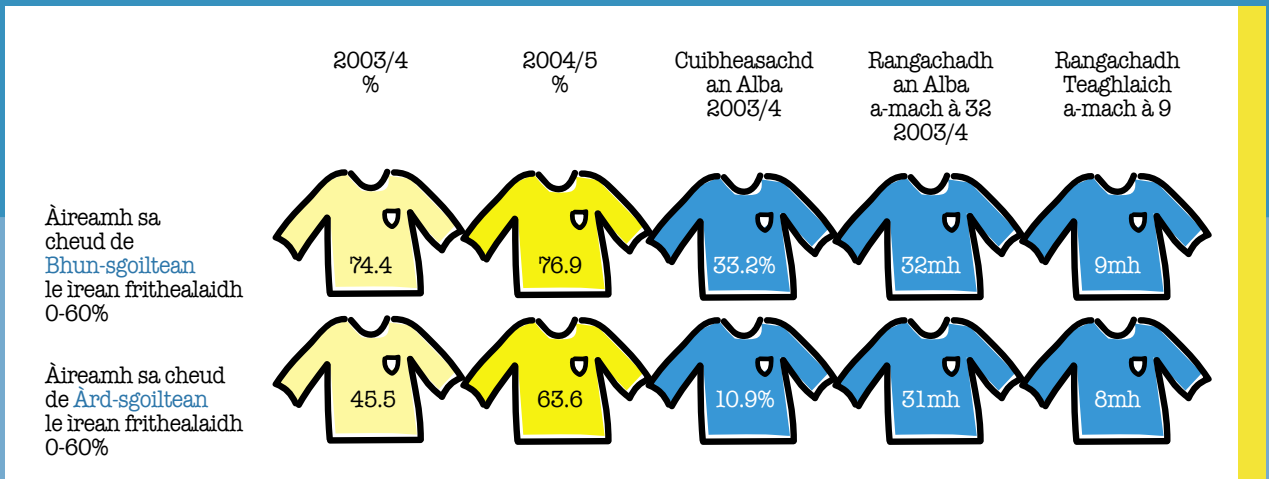 2003/4
%
2004/5
%
Cuibheasachd
an Alba
2003/4
Rangachadh
an Alba
a-mach à 32
2003/4
Rangachadh
Teaghlaich
a-mach à 9
Àireamh sa
cheud de
Bhun-sgoiltean
le ìrean frithealaidh
0-60%
74.4
76.9
33.2%
32mh
9mh
Àireamh sa cheud
de Àrd-sgoiltean
le ìrean frithealaidh
0-60%
45.5
63.6
10.9%
31mh
8mh